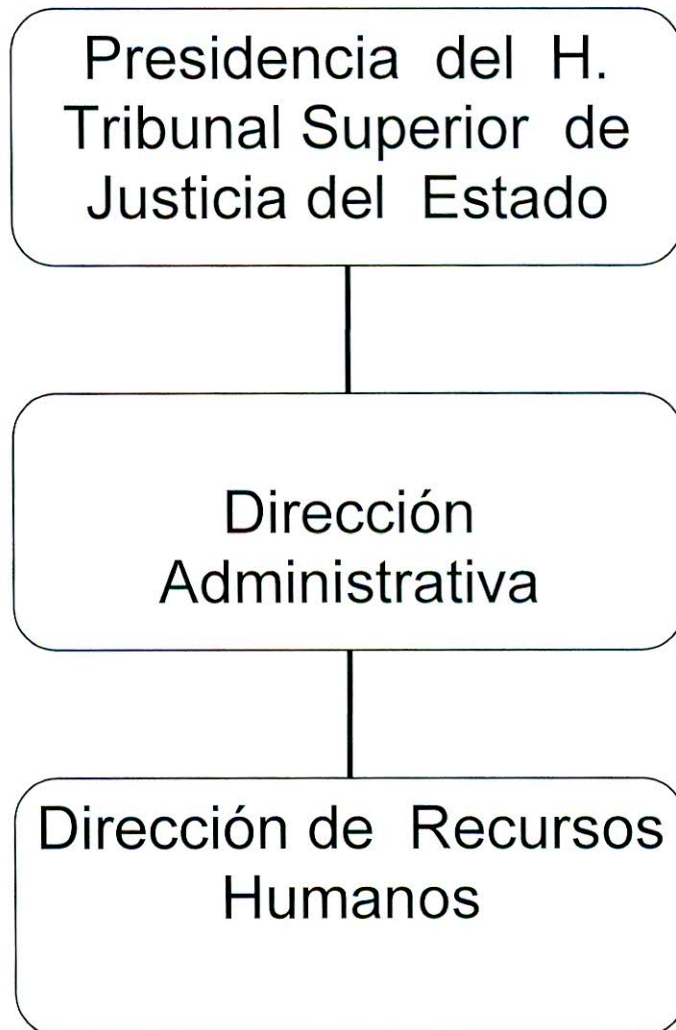 Presidencia del H.
Tribunal Superior de
Justicia del Estado
Dirección
Administrativa
Dirección de Recursos
Humanos